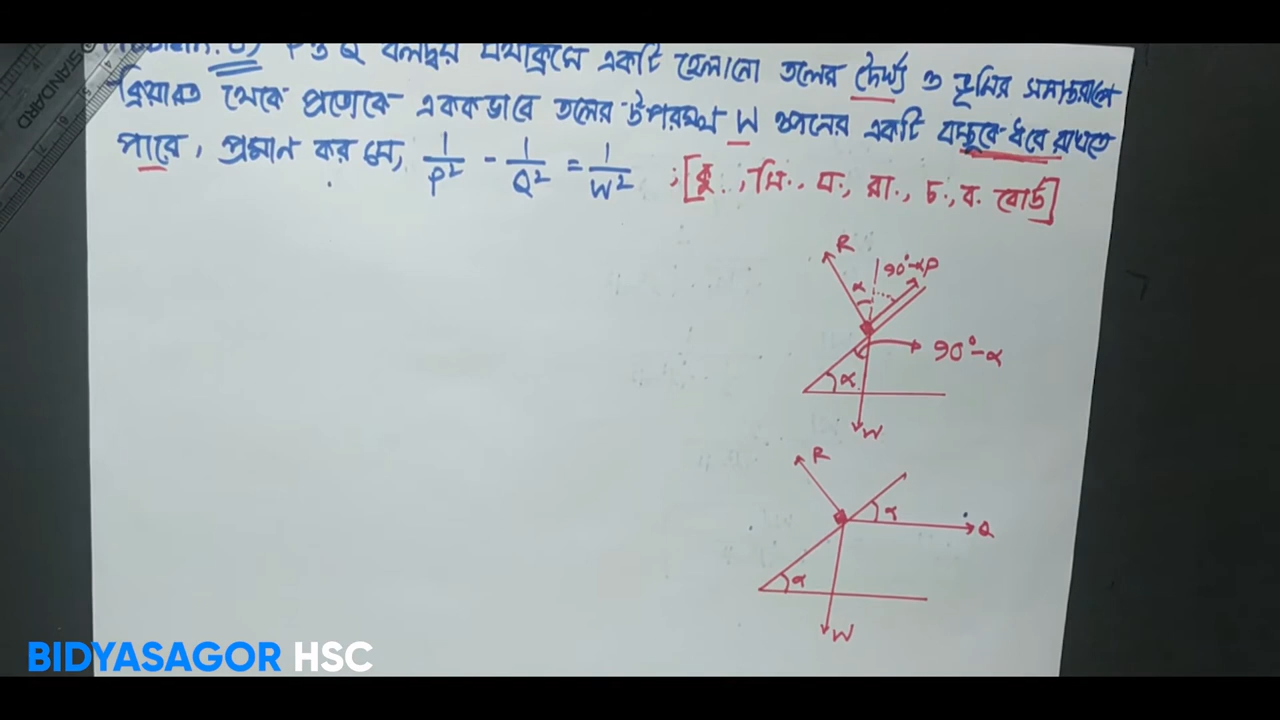 P ও Q বলদ্বয় যথাক্রমে একটি হেলানো তলের দৈর্ঘ্য ও ভূমির সমান্তরালে
ক্রিয়ারত থেকে প্রত্যেকে এককভাবে তলের উপরস্থ W ওজনের একটি বস্তুকে ধরে রাখতে
পারে, প্রমান কর যে, 1/P² - 1/Q² = 1/W² ; [কু., সি., য., রা., চ., ব. বোর্ড]
R
α
90°-α
P
90°-α
α
W
R
α
Q
α
W
STANDARD
BIDYASAGOR HSC